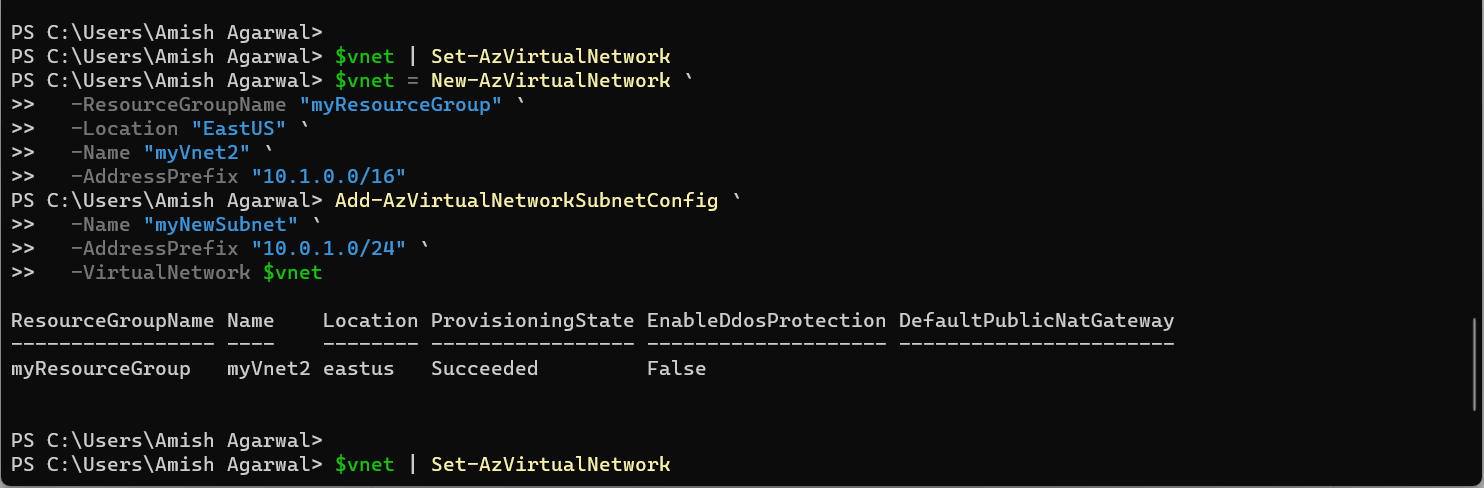 PS C:\Users\Amish Agarwal>
PS C:\Users\Amish Agarwal> $vnet | Set-AzVirtualNetwork
PS C:\Users\Amish Agarwal> $vnet = New-AzVirtualNetwork `
>>   -ResourceGroupName "myResourceGroup" `
>>   -Location "EastUS" `
>>   -Name "myVnet2" `
>>   -AddressPrefix "10.1.0.0/16"
PS C:\Users\Amish Agarwal> Add-AzVirtualNetworkSubnetConfig `
>>   -Name "myNewSubnet" `
>>   -AddressPrefix "10.0.1.0/24" `
>>   -VirtualNetwork $vnet
ResourceGroupName Name    Location ProvisioningState EnableDdosProtection DefaultPublicNatGateway
----------------- ----    -------- ----------------- -------------------- -----------------------
myResourceGroup   myVnet2 eastus   Succeeded         False
PS C:\Users\Amish Agarwal>
PS C:\Users\Amish Agarwal> $vnet | Set-AzVirtualNetwork